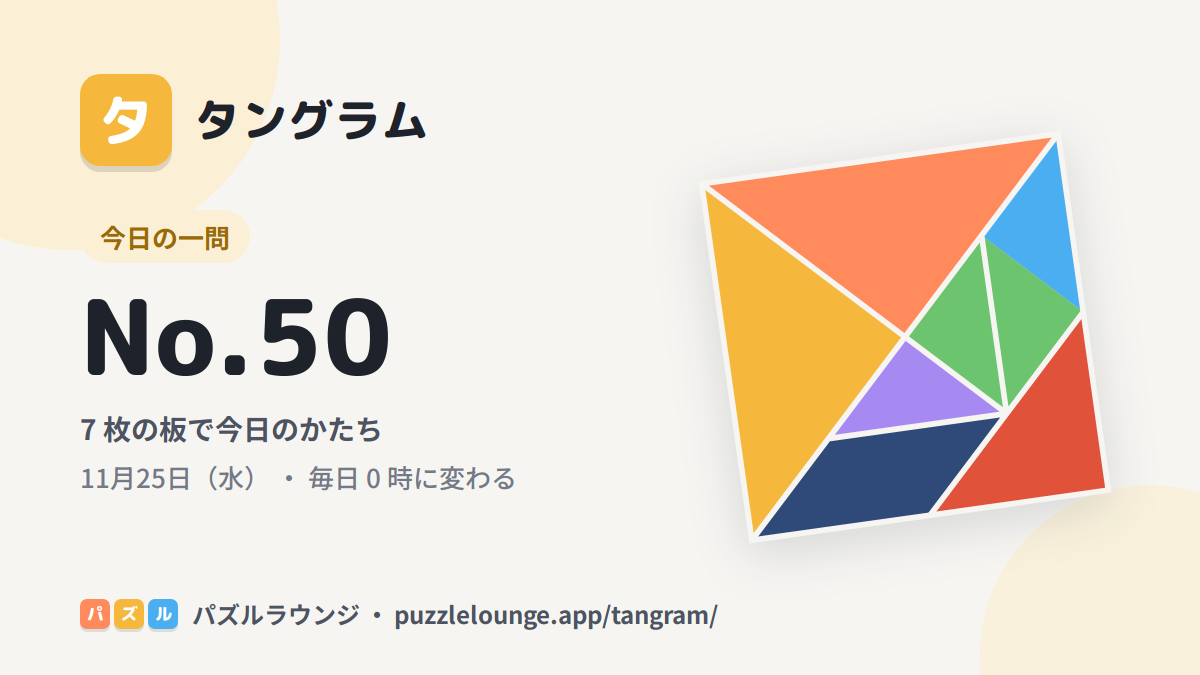 タ タングラム
今日の一問
No.50
7 枚の板で今日のかたち
11月25日（水） ・ 毎日 0 時に変わる
パズル パズルラウンジ ・ puzzlelounge.app/tangram/